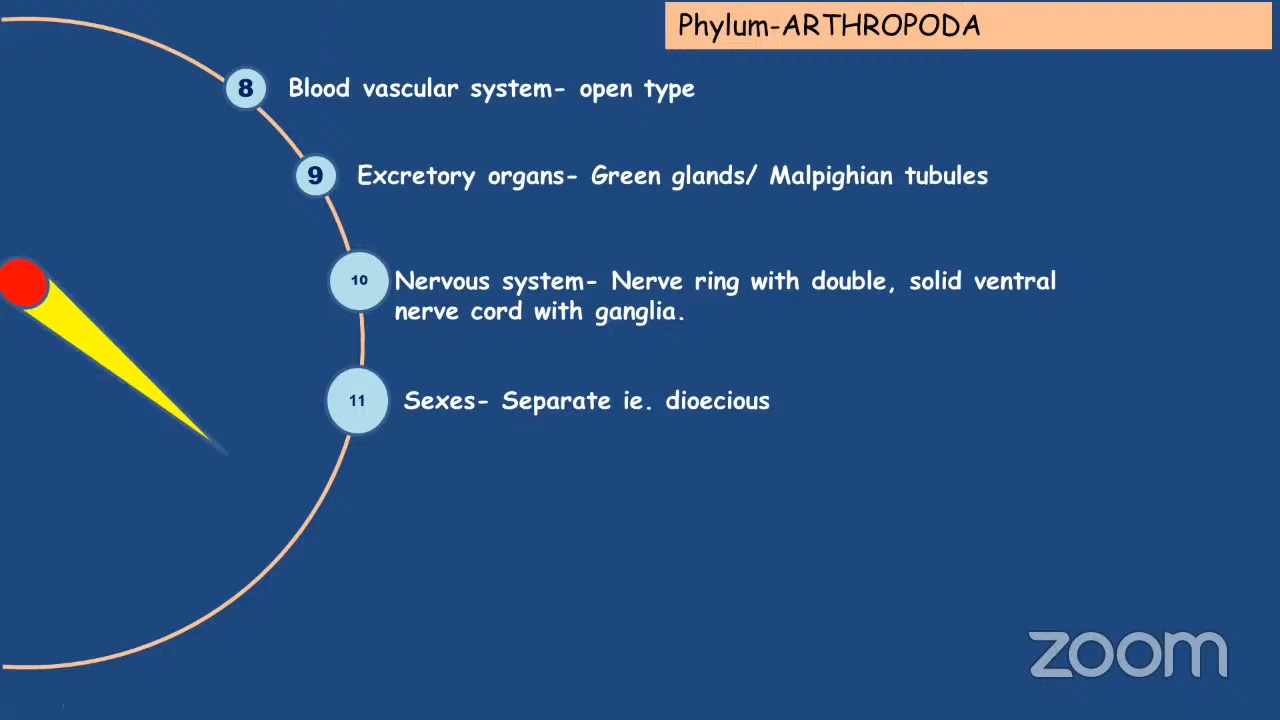 Phylum-ARTHROPODA
8 Blood vascular system- open type
9 Excretory organs- Green glands/ Malpighian tubules
10 Nervous system- Nerve ring with double, solid ventral
nerve cord with ganglia.
11 Sexes- Separate ie. dioecious
zoom